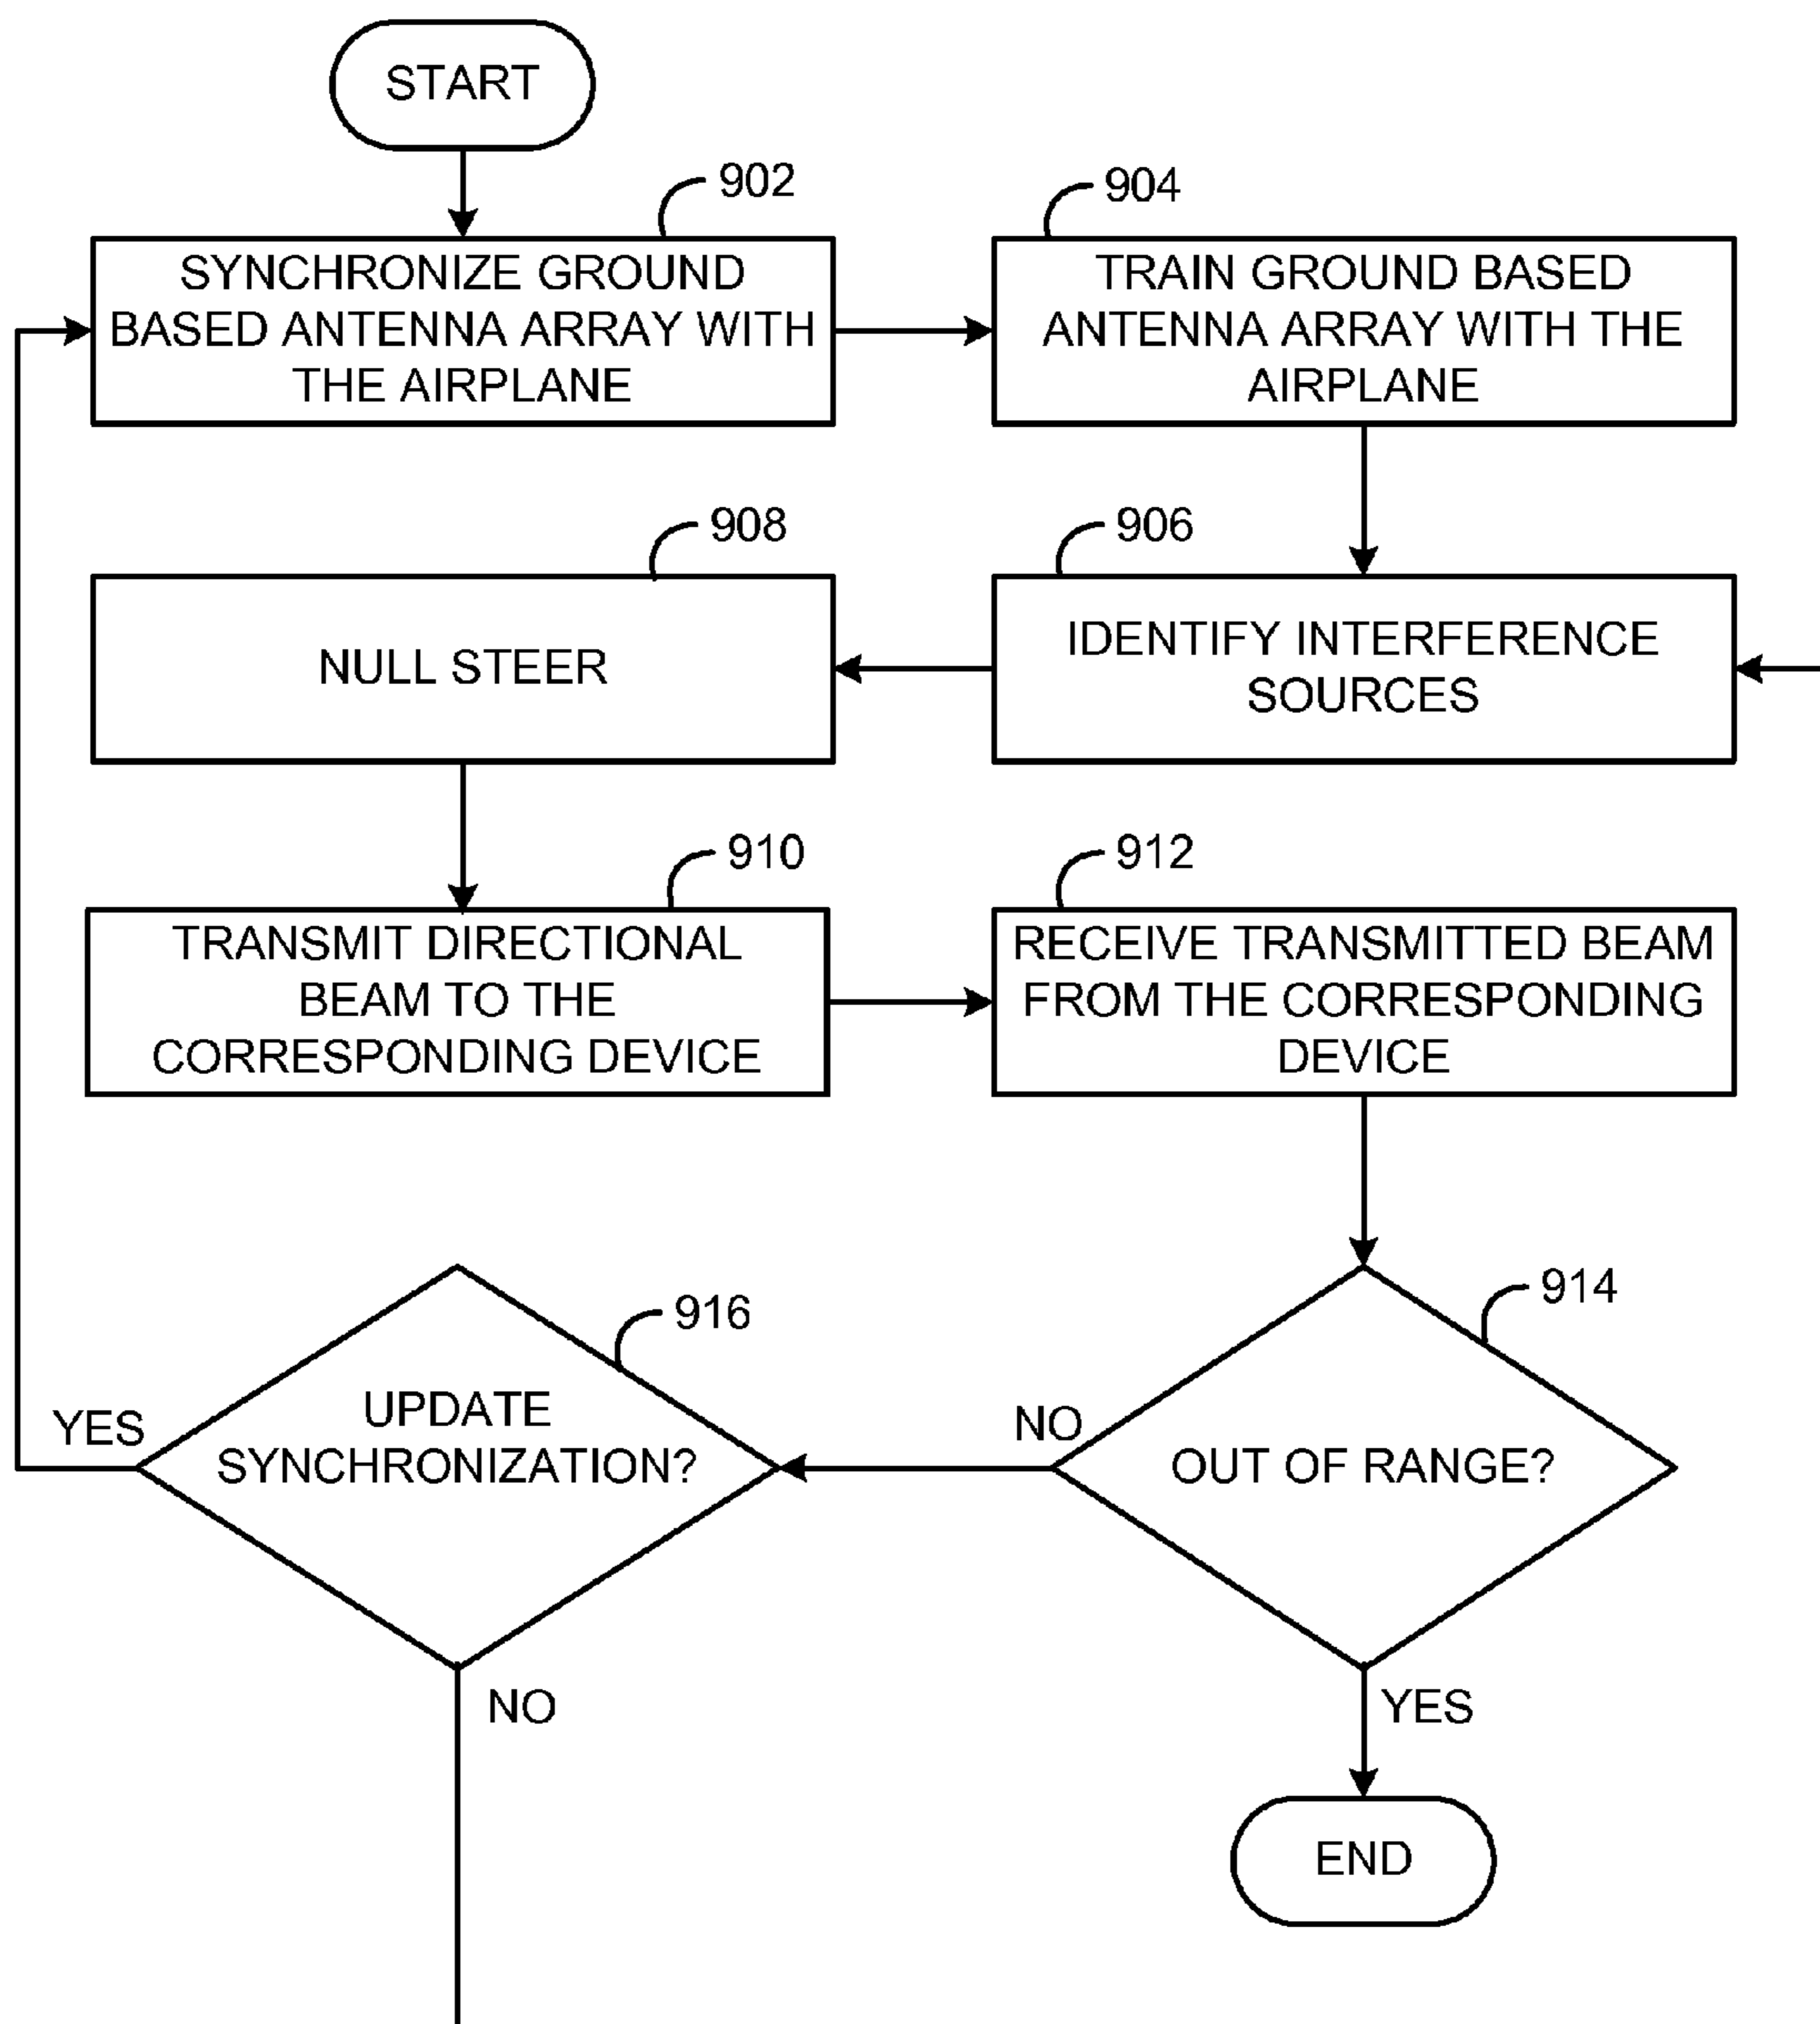 START
902
SYNCHRONIZE GROUND
BASED ANTENNA ARRAY WITH
THE AIRPLANE
904
TRAIN GROUND BASED
ANTENNA ARRAY WITH THE
AIRPLANE
906
IDENTIFY INTERFERENCE
SOURCES
908
NULL STEER
910
TRANSMIT DIRECTIONAL
BEAM TO THE
CORRESPONDING DEVICE
912
RECEIVE TRANSMITTED BEAM
FROM THE CORRESPONDING
DEVICE
914
OUT OF RANGE?
NO
YES
916
UPDATE
SYNCHRONIZATION?
YES
NO
END